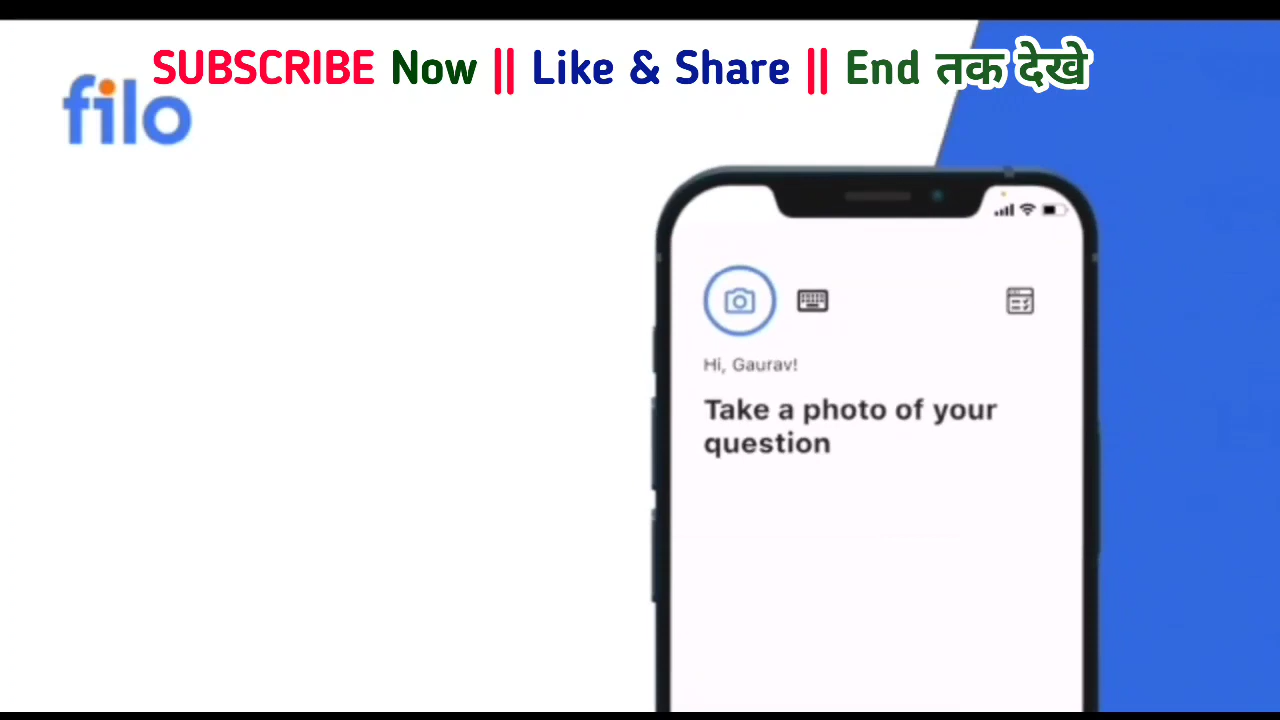 SUBSCRIBE Now || Like & Share || End तक देखे
filo
Hi, Gaurav!
Take a photo of your
question